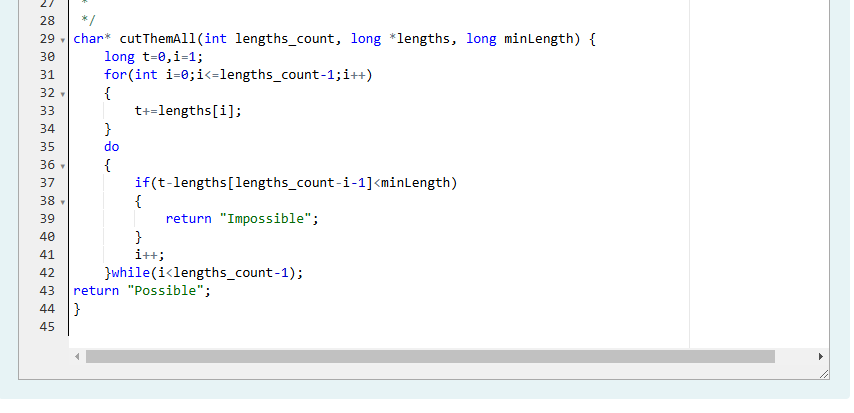 27 *
28 */
29 char* cutThemAll(int lengths_count, long *lengths, long minLength) {
30 long t=0,i=1;
31 for(int i=0;i<=lengths_count-1;i++)
32 {
33 t+=lengths[i];
34 }
35 do
36 {
37 if(t-lengths[lengths_count-i-1]<minLength)
38 {
39 return "Impossible";
40 }
41 i++;
42 }while(i<lengths_count-1);
43 return "Possible";
44 }
45